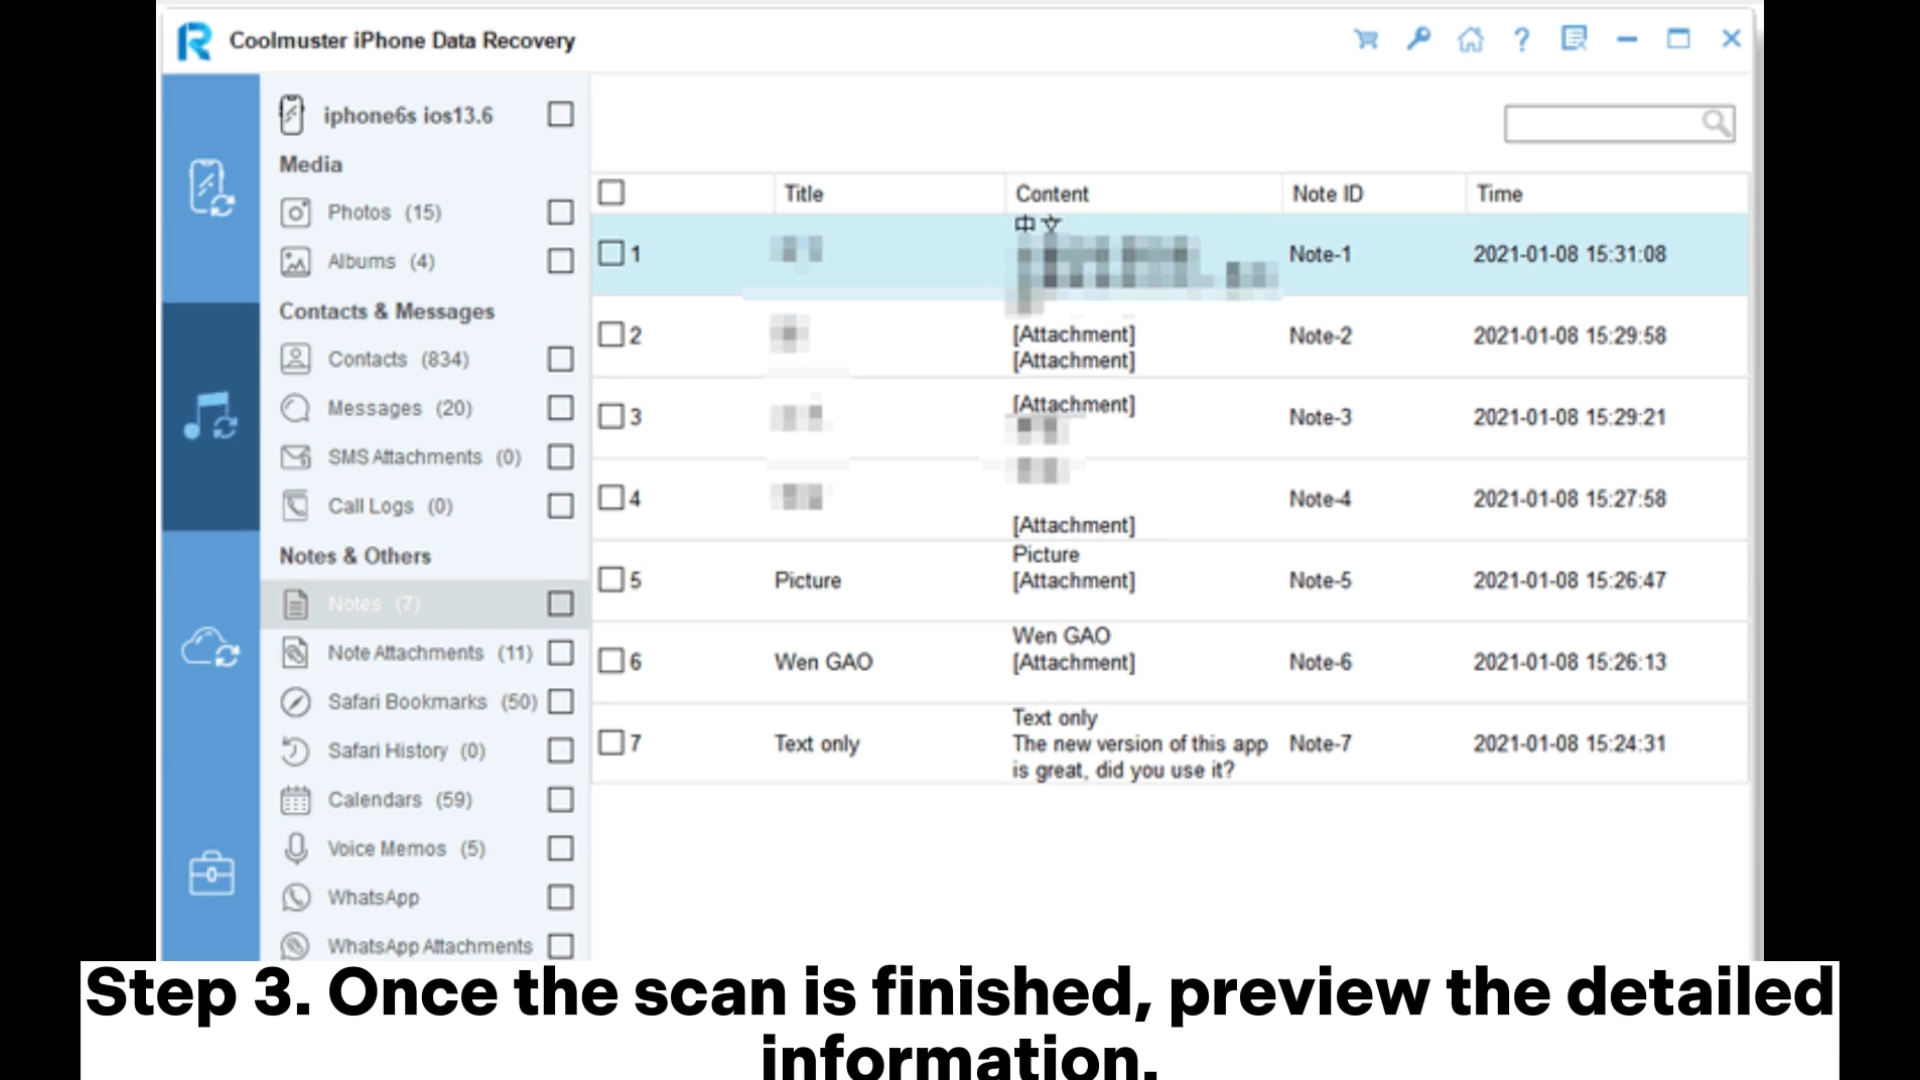 Coolmuster iPhone Data Recovery
iphone6s ios13.6
Media
Photos (15)
Albums (4)
Contacts & Messages
Contacts (834)
Messages (20)
SMS Attachments (0)
Call Logs (0)
Notes & Others
Notes (7)
Note Attachments (11)
Safari Bookmarks (50)
Safari History (0)
Calendars (59)
Voice Memos (5)
WhatsApp
WhatsApp Attachments
Title Content Note ID Time
中文
1 Note-1 2021-01-08 15:31:08
2 [Attachment] Note-2 2021-01-08 15:29:58
[Attachment]
[Attachment]
3 Note-3 2021-01-08 15:29:21
4 Note-4 2021-01-08 15:27:58
[Attachment]
Picture
5 Picture [Attachment] Note-5 2021-01-08 15:26:47
Wen GAO
6 Wen GAO [Attachment] Note-6 2021-01-08 15:26:13
Text only
7 Text only The new version of this app Note-7 2021-01-08 15:24:31
is great, did you use it?
Step 3. Once the scan is finished, preview the detailed
information.